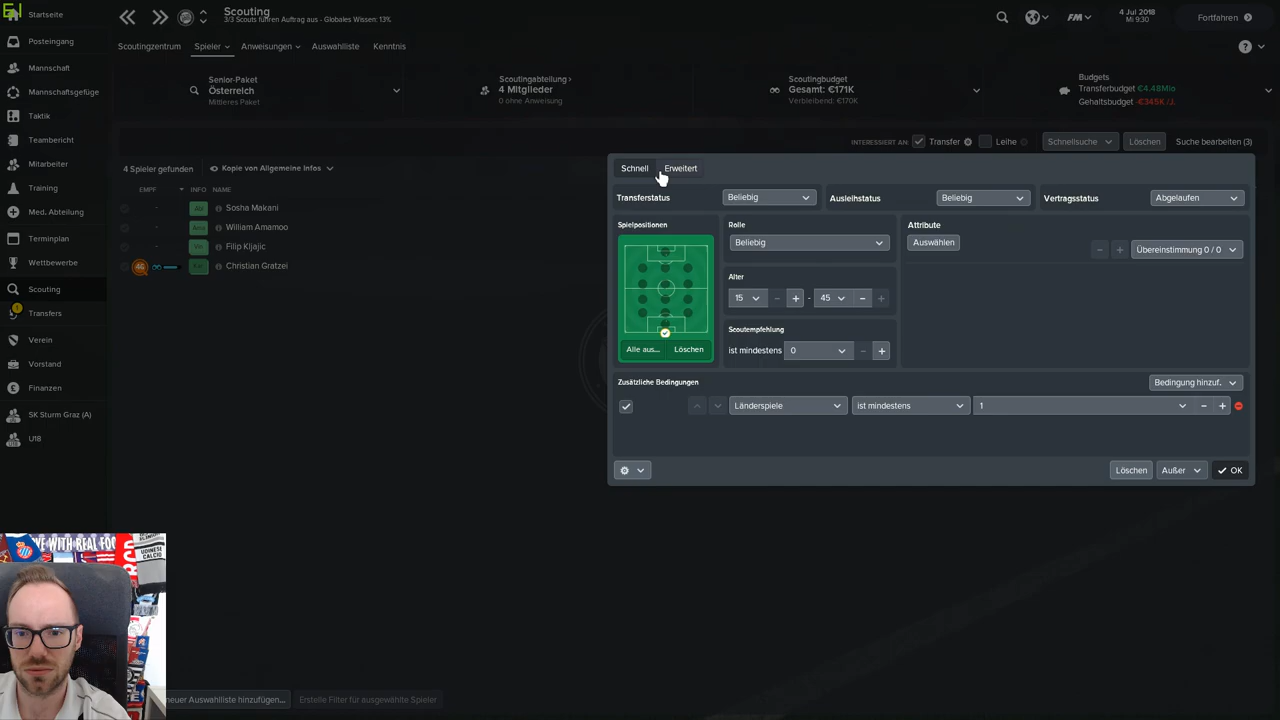 Startseite
Scouting
3/3 Scouts führen Auftrag aus - Globales Wissen: 13%
4 Jul 2018
Mi 9:30
Fortfahren
Posteingang
Scoutingzentrum
Spieler
Anweisungen
Auswahlliste
Kenntnis
Mannschaft
Mannschaftsgefüge
Senior-Paket
Österreich
Mittleres Paket
Scoutingabteilung ›
4 Mitglieder
0 ohne Anweisung
Scoutingbudget
Gesamt: €171K
Verbleibend: €170K
Budgets
Transferbudget €4.48Mio
Gehaltsbudget -€345K /J.
Taktik
Teambericht
INTERESSIERT AN:
Transfer
Leihe
Schnellsuche
Löschen
Suche bearbeiten (3)
Mitarbeiter
4 Spieler gefunden
Kopie von Allgemeine Infos
Schnell
Erweitert
Training
EMPF
INFO
NAME
Transferstatus
Beliebig
Ausleihstatus
Beliebig
Vertragsstatus
Abgelaufen
Med. Abteilung
Sosha Makani
Spielpositionen
Rolle
Attribute
William Amamoo
Beliebig
Auswählen
Übereinstimmung 0 / 0
Terminplan
Filip Kljajic
Wettbewerbe
Christian Gratzei
Alter
Scouting
15
-
45
Transfers
Scoutempfehlung
Verein
Alle aus...
Löschen
ist mindestens
0
Vorstand
Zusätzliche Bedingungen
Bedingung hinzuf.
Finanzen
Länderspiele
ist mindestens
1
SK Sturm Graz (A)
U18
Löschen
Außer
OK
UDINESE
CALCIO
neuer Auswahlliste hinzufügen...
Erstelle Filter für ausgewählte Spieler